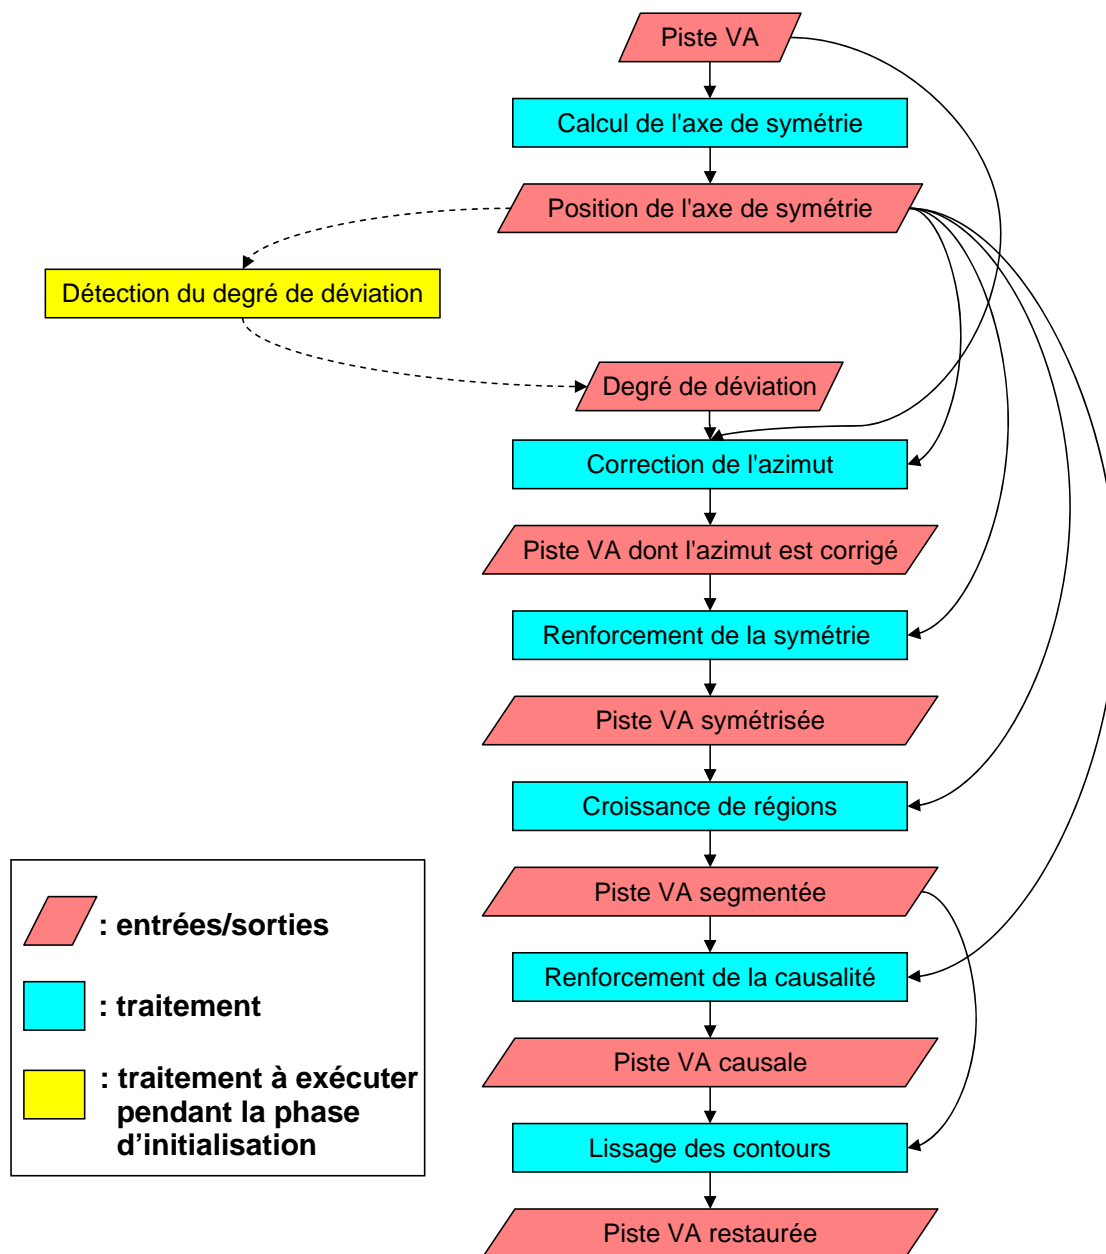 Piste VA
Calcul de l'axe de symétrie
Position de l'axe de symétrie
Détection du degré de déviation
Degré de déviation
Correction de l'azimut
Piste VA dont l'azimut est corrigé
Renforcement de la symétrie
Piste VA symétrisée
Croissance de régions
Piste VA segmentée
Renforcement de la causalité
Piste VA causale
Lissage des contours
Piste VA restaurée
: entrées/sorties
: traitement
: traitement à exécuter
pendant la phase
d’initialisation